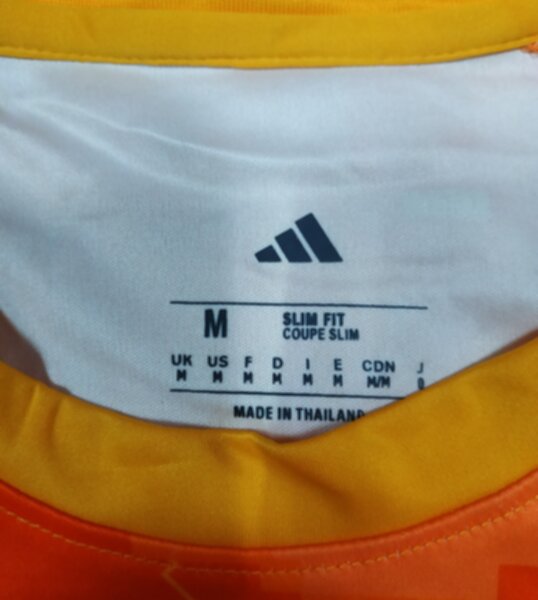 M
SLIM FIT
COUPE SLIM
UK US F D I E CDN J
M M M M M M M/M O
MADE IN THAILAND